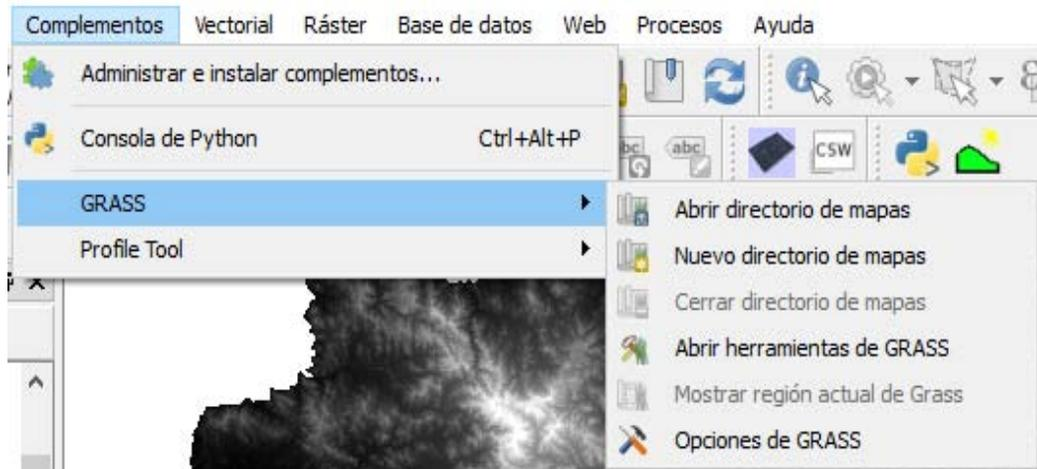 Complementos Vectorial Ráster Base de datos Web Procesos Ayuda
Administrar e instalar complementos...
Consola de Python Ctrl+Alt+P
abc CSW
GRASS
Profile Tool
Abrir directorio de mapas
Nuevo directorio de mapas
Cerrar directorio de mapas
Abrir herramientas de GRASS
Mostrar región actual de Grass
Opciones de GRASS